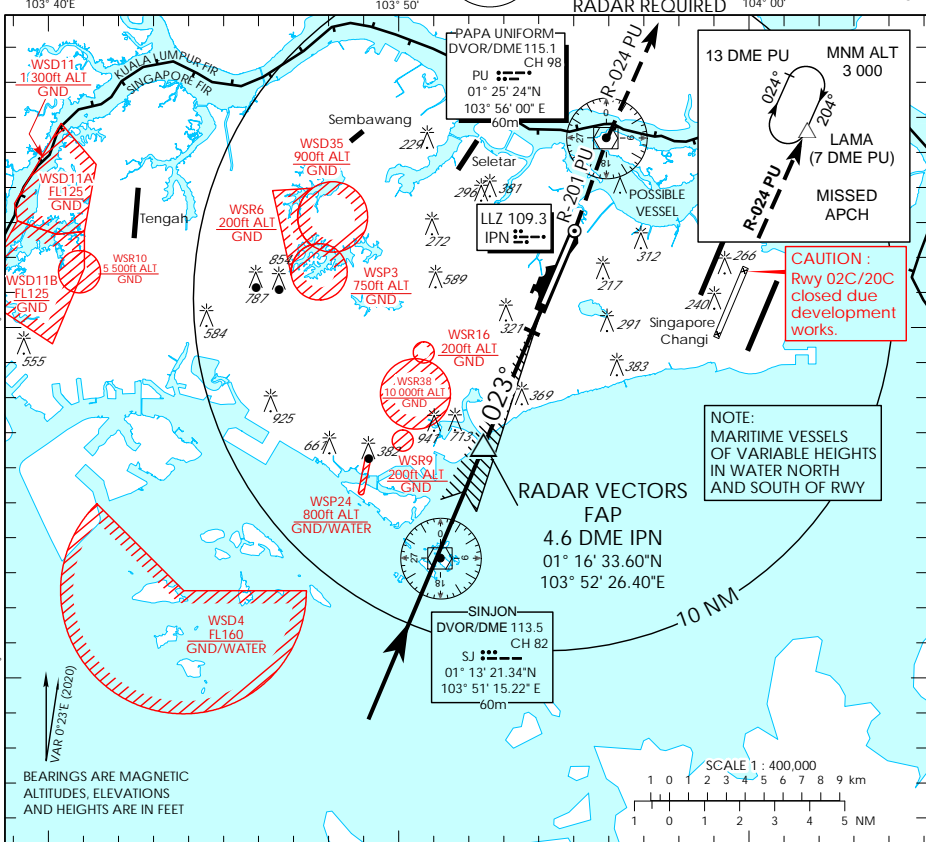 103° 40'E
103° 50'
RADAR REQUIRED
104° 00'
PAPA UNIFORM
DVOR/DME 115.1
CH 98
PU
01° 25' 24"N
103° 56' 00" E
60m
R-024 PU
13 DME PU
MNM ALT
3 000
024°
204°
LAMA
(7 DME PU)
R-024 PU
MISSED
APCH
WSD11
1 300ft ALT
GND
KUALA LUMPUR FIR
SINGAPORE FIR
WSD11A
FL125
GND
Tengah
WSR10
5 500ft ALT
GND
WSD11B
FL125
GND
555
584
Sembawang
WSD35
900ft ALT
GND
WSR6
200ft ALT
GND
854
787
WSP3
750ft ALT
GND
229
Seletar
296
381
272
589
LLZ 109.3
IPN
R-201 PU
27
0
9
18
POSSIBLE
VESSEL
312
217
291
321
383
369
266
240
Singapore
Changi
CAUTION :
Rwy 02C/20C
closed due
development
works.
WSR16
200ft ALT
GND
WSR38
10 000ft ALT
GND
023°
925
661
382
941
713
WSR9
200ft ALT
GND
WSP24
800ft ALT
GND/WATER
NOTE:
MARITIME VESSELS
OF VARIABLE HEIGHTS
IN WATER NORTH
AND SOUTH OF RWY
RADAR VECTORS
FAP
4.6 DME IPN
01° 16' 33.60"N
103° 52' 26.40"E
27
0
9
18
10 NM
WSD4
FL160
GND/WATER
SINJON
DVOR/DME 113.5
CH 82
SJ
01° 13' 21.34"N
103° 51' 15.22" E
60m
VAR 0°23'E (2020)
BEARINGS ARE MAGNETIC
ALTITUDES, ELEVATIONS
AND HEIGHTS ARE IN FEET
SCALE 1 : 400,000
1 0 1 2 3 4 5 6 7 8 9 km
1 0 1 2 3 4 5 NM